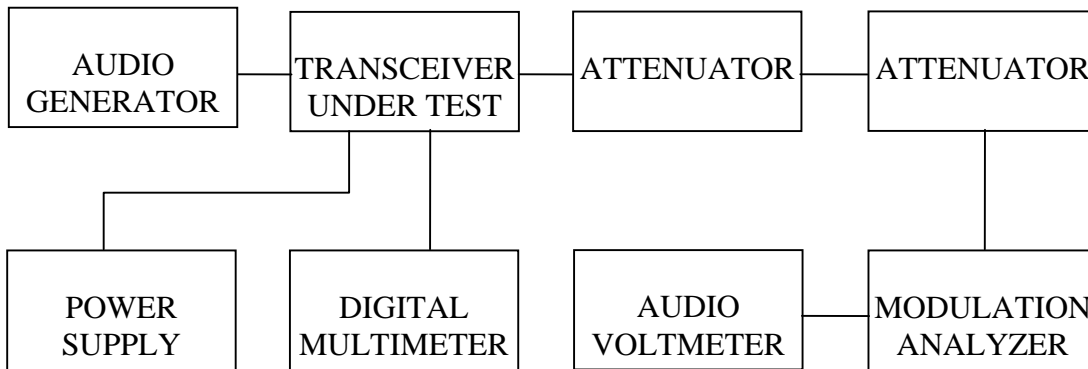 AUDIO
GENERATOR
TRANSCEIVER
UNDER TEST
ATTENUATOR
ATTENUATOR
POWER
SUPPLY
DIGITAL
MULTIMETER
AUDIO
VOLTMETER
MODULATION
ANALYZER